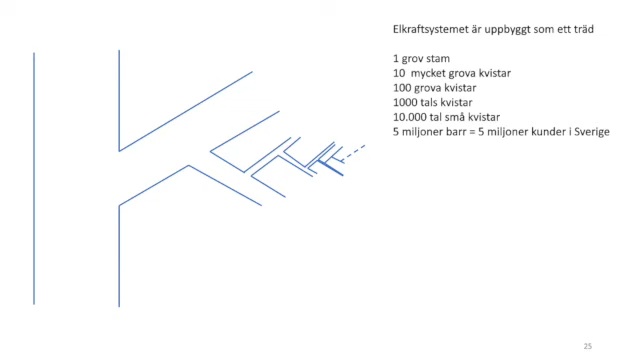 Elkraftsystemet är uppbyggt som ett träd
1 grov stam
10 mycket grova kvistar
100 grova kvistar
1000 tals kvistar
10.000 tal små kvistar
5 miljoner barr = 5 miljoner kunder i Sverige
25